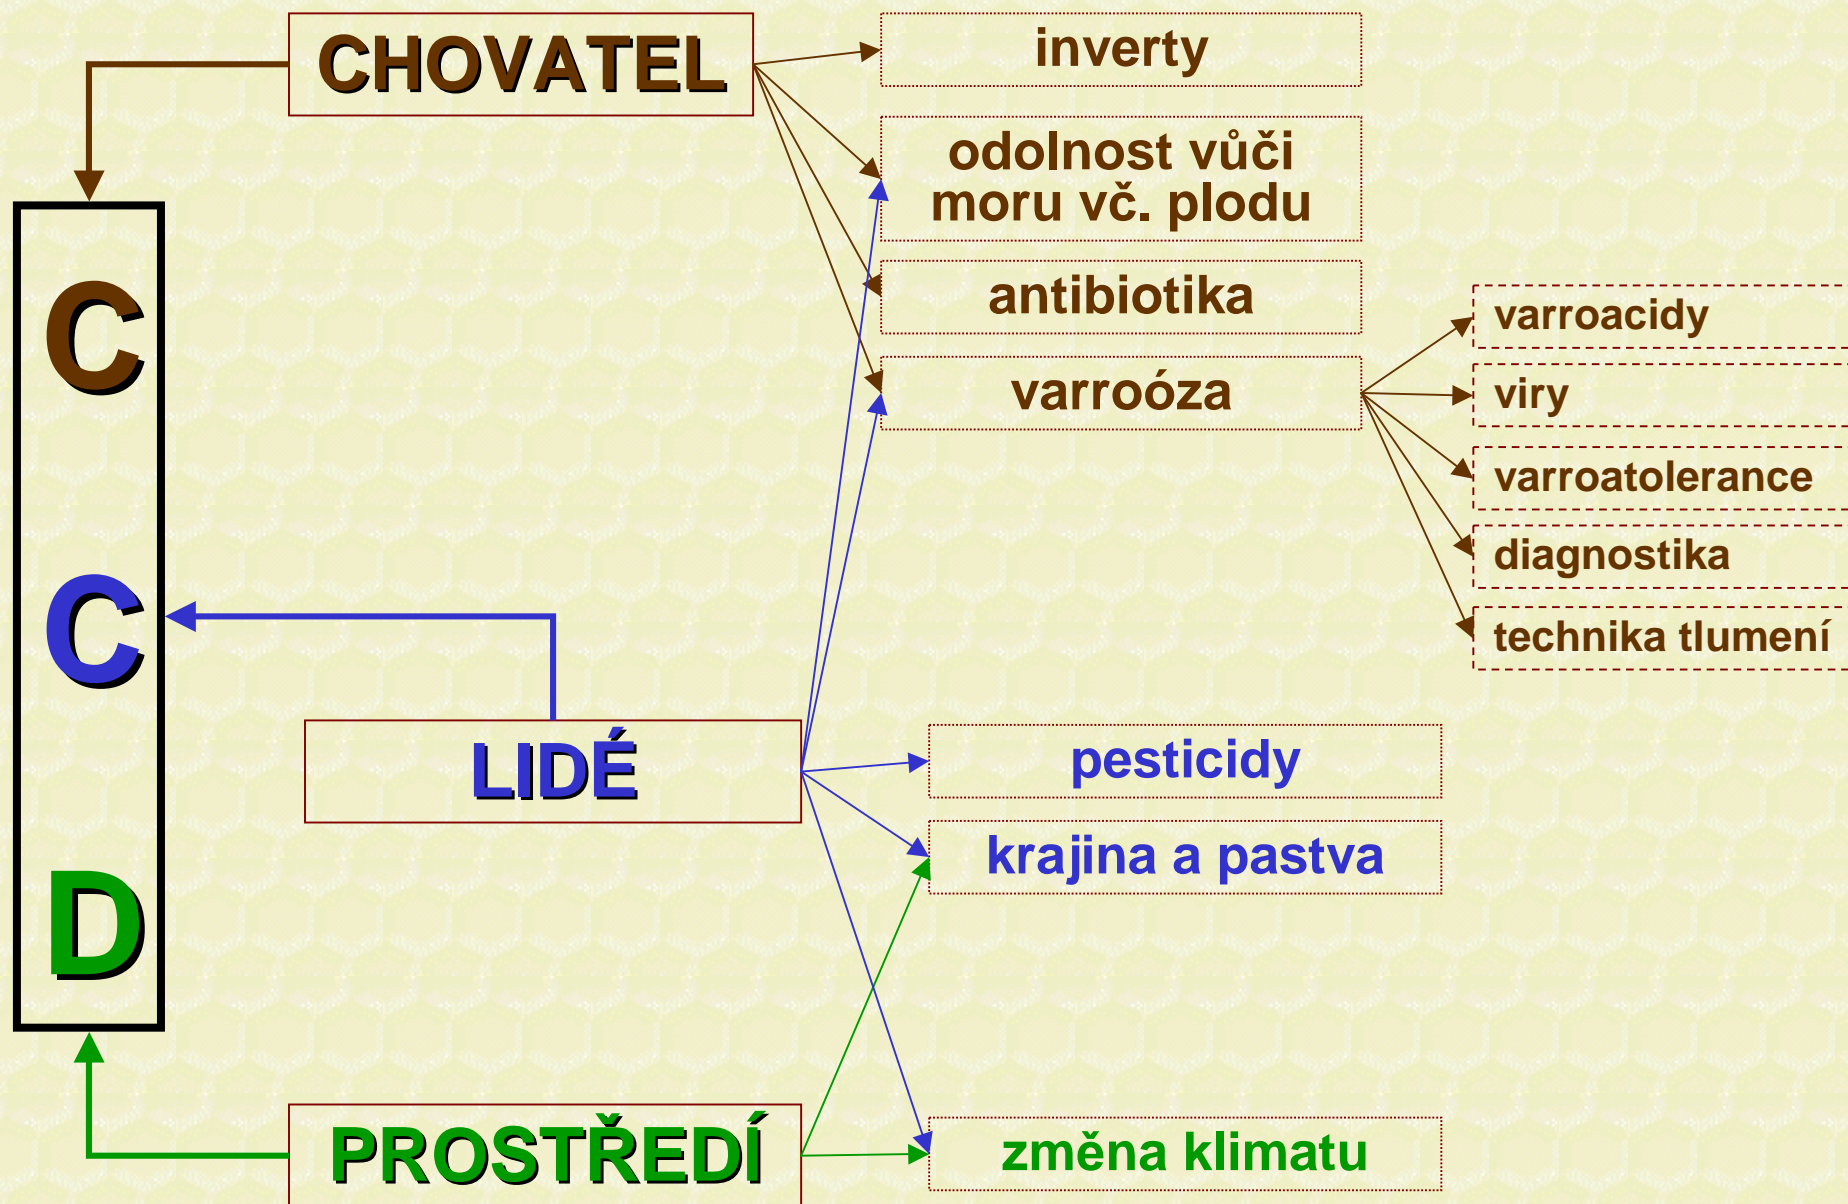 CHOVATEL
inverty
odolnost vůči
moru vč. plodu
antibiotika
varroóza
varroacidy
viry
varroatolerance
diagnostika
technika tlumení
C
C
D
LIDÉ
pesticidy
krajina a pastva
PROSTŘEDÍ
změna klimatu